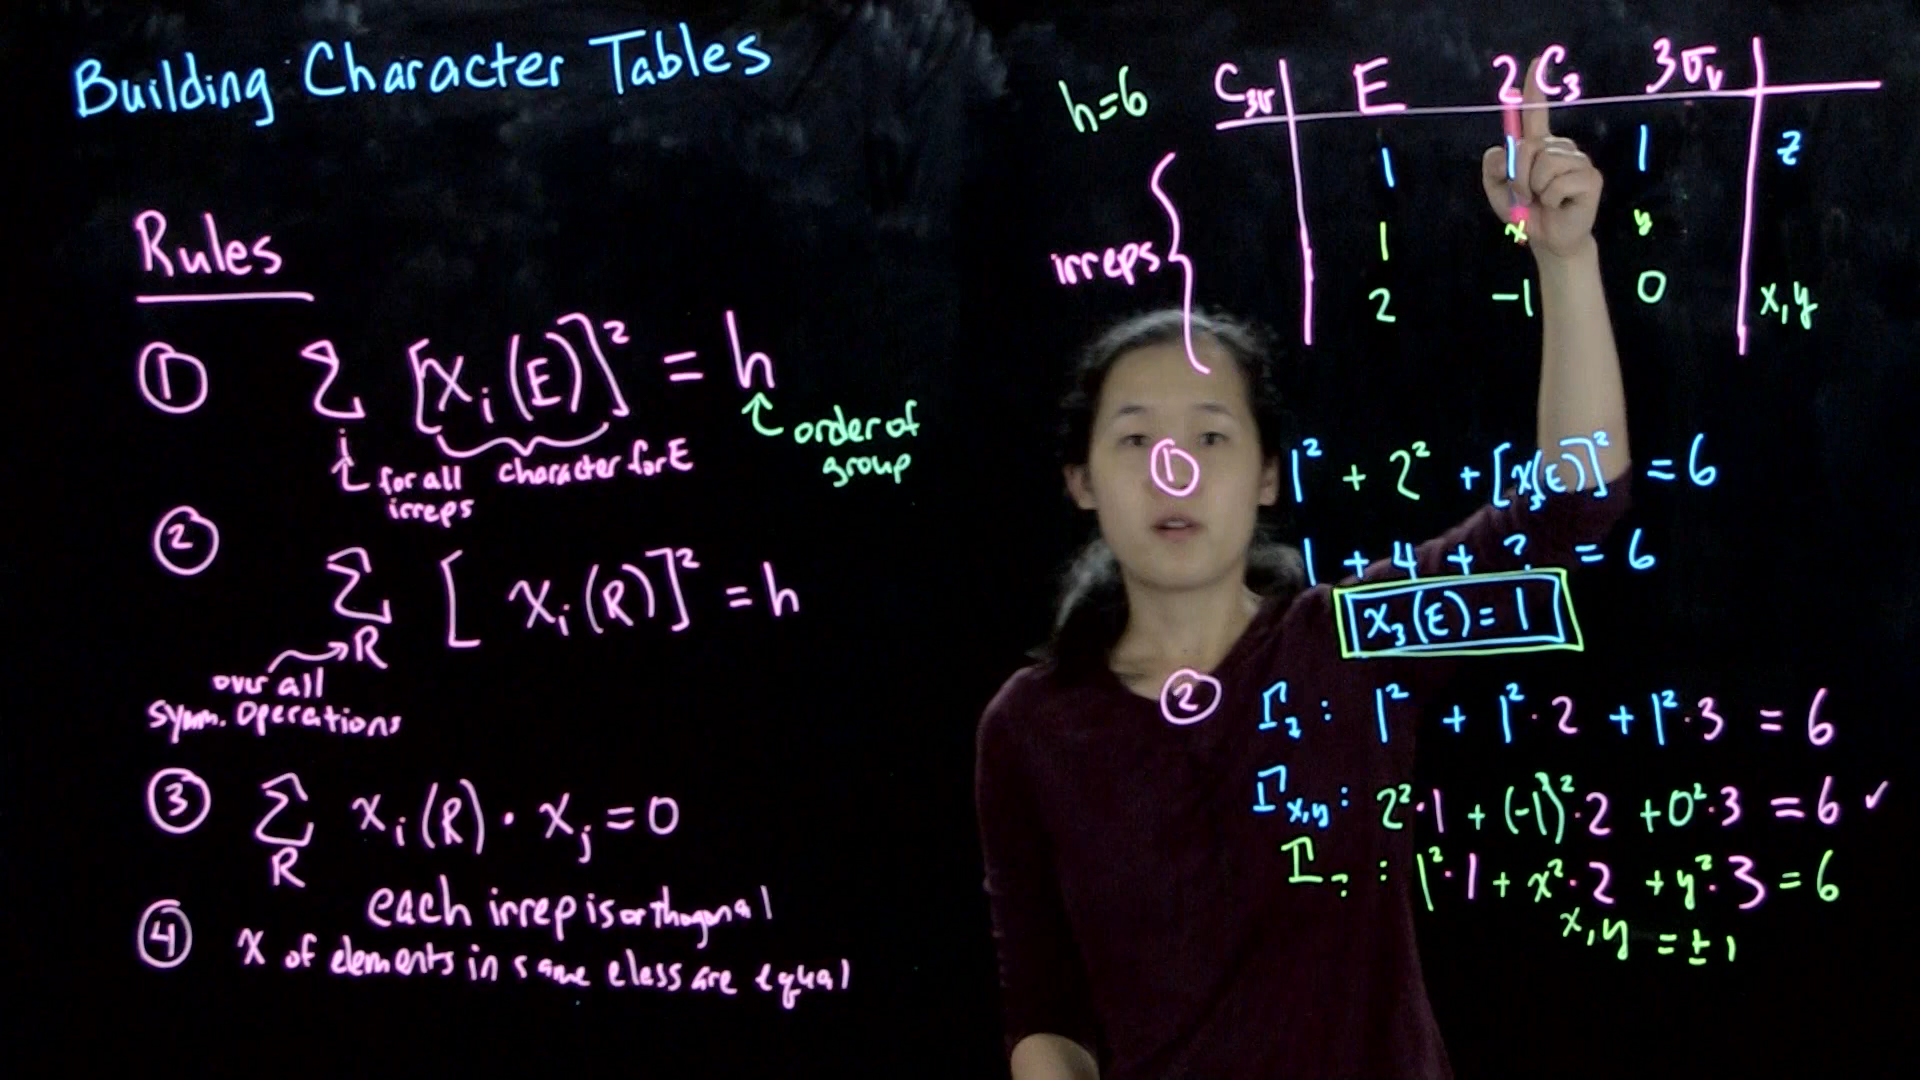 Building Character Tables
Rules
① Σ [χᵢ(E)]² = h
i
for all
irreps
character for E
order of
group
② Σ [ χᵢ(R)]² = h
R
over all
symm. Operations
③ Σ χᵢ(R) · χⱼ = 0
R
each irrep is orthogonal
④ χ of elements in same class are equal
h=6
C₃ᵥ E 2C₃ 3σᵥ
1 1 1 z
1 x y
2 -1 0 x,y
irreps
① 1² + 2² + [χ₃(E)]² = 6
1 + 4 + ? = 6
χ₃(E) = 1
② Γz : 1² + 1²·2 + 1²·3 = 6
Γx,y : 2²·1 + (-1)²·2 + 0²·3 = 6 ✓
Γ? : 1²·1 + x²·2 + y²·3 = 6
x,y = ±1